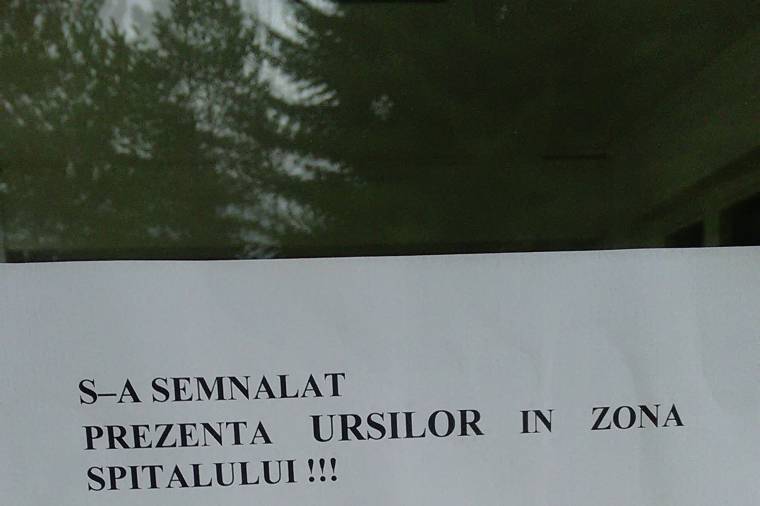 S–A SEMNALAT
PREZENTA URSILOR IN ZONA
SPITALULUI !!!